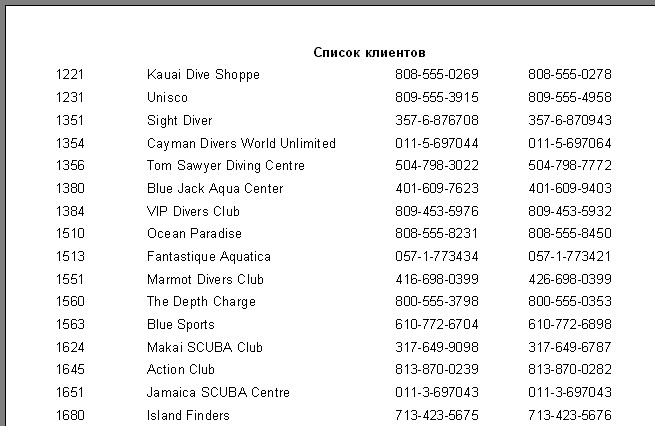 Список клиентов
1221 Kauai Dive Shoppe 808-555-0269 808-555-0278
1231 Unisco 809-555-3915 809-555-4958
1351 Sight Diver 357-6-876708 357-6-870943
1354 Cayman Divers World Unlimited 011-5-697044 011-5-697064
1356 Tom Sawyer Diving Centre 504-798-3022 504-798-7772
1380 Blue Jack Aqua Center 401-609-7623 401-609-9403
1384 VIP Divers Club 809-453-5976 809-453-5932
1510 Ocean Paradise 808-555-8231 808-555-8450
1513 Fantastique Aquatica 057-1-773434 057-1-773421
1551 Marmot Divers Club 416-698-0399 426-698-0399
1560 The Depth Charge 800-555-3798 800-555-0353
1563 Blue Sports 610-772-6704 610-772-6898
1624 Makai SCUBA Club 317-649-9098 317-649-6787
1645 Action Club 813-870-0239 813-870-0282
1651 Jamaica SCUBA Centre 011-3-697043 011-3-697043
1680 Island Finders 713-423-5675 713-423-5676